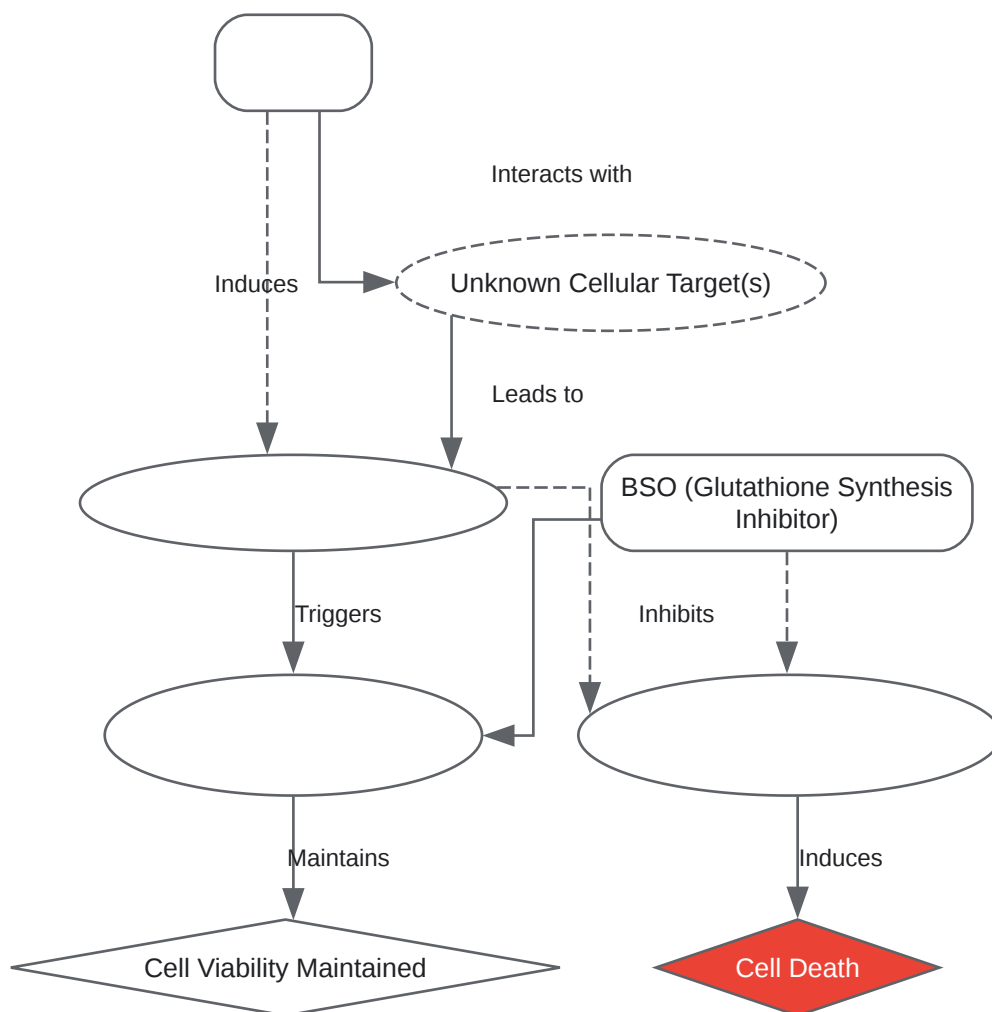 Interacts with
Induces
Unknown Cellular Target(s)
Leads to
BSO (Glutathione Synthesis
Inhibitor)
Triggers
Inhibits
Maintains
Induces
Cell Viability Maintained
Cell Death